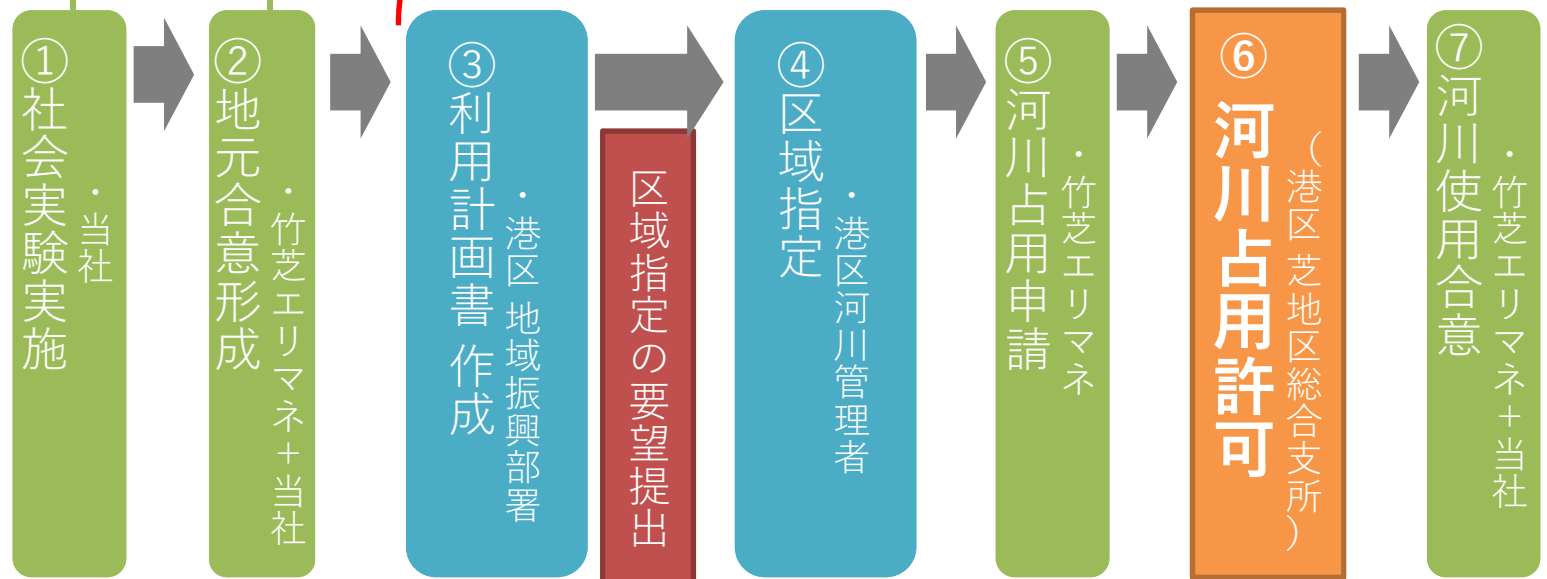 ①社会実験実施
・当社
②地元合意形成
・竹芝エリマネ+当社
③利用計画書 作成
・港区 地域振興部署
区域指定の要望提出
④区域指定
・港区河川管理者
⑤河川占用申請
・竹芝エリマネ
⑥ 河川占用許可
(港区芝地区総合支所)
⑦河川使用合意
・竹芝エリマネ+当社